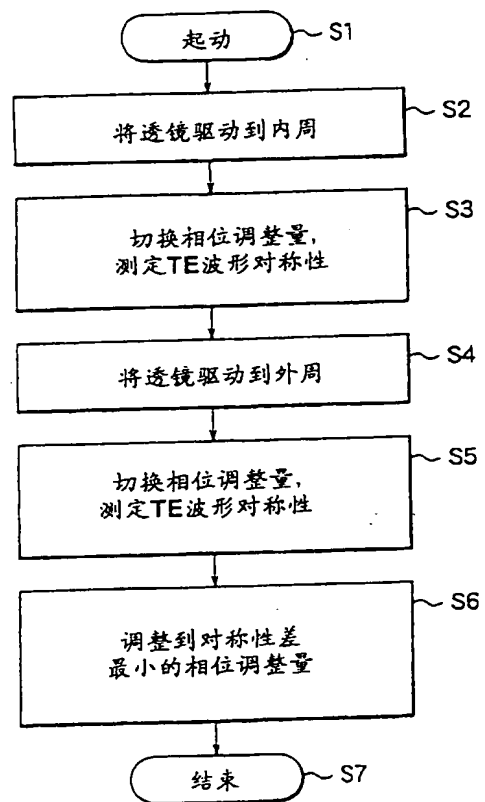 起动
S1
将透镜驱动到内周
S2
切换相位调整量,
测定TE波形对称性
S3
将透镜驱动到外周
S4
切换相位调整量,
测定TE波形对称性
S5
调整到对称性差
最小的相位调整量
S6
结束
S7